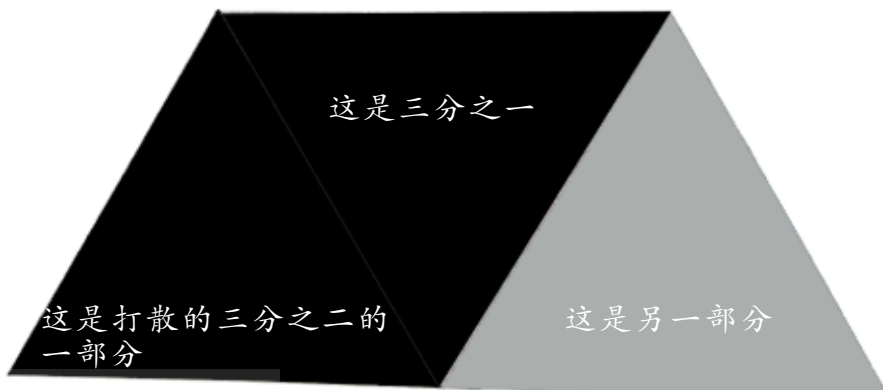 这是三分之一
这是打散的三分之二的
一部分
这是另一部分